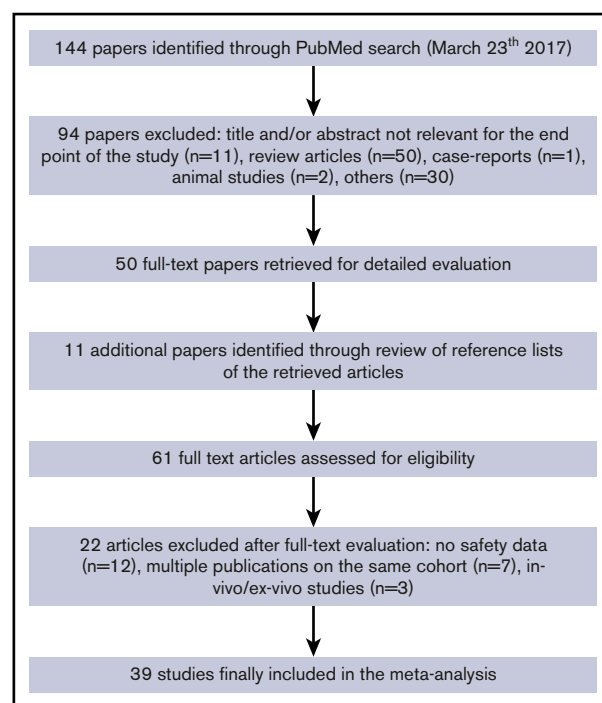 144 papers identified through PubMed search (March 23th 2017)
94 papers excluded: title and/or abstract not relevant for the end
point of the study (n=11), review articles (n=50), case-reports (n=1),
animal studies (n=2), others (n=30)
50 full-text papers retrieved for detailed evaluation
11 additional papers identified through review of reference lists
of the retrieved articles
61 full text articles assessed for eligibility
22 articles excluded after full-text evaluation: no safety data
(n=12), multiple publications on the same cohort (n=7), in-
vivo/ex-vivo studies (n=3)
39 studies finally included in the meta-analysis